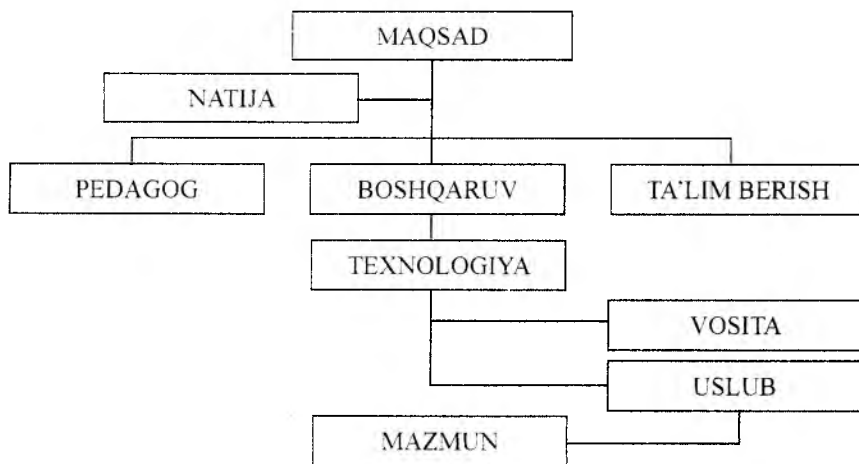 MAQSAD
NATIJA
PEDAGOG
BOSHQARUV
TA'LIM BERISH
TEXNOLOGIYA
VOSITA
USLUB
MAZMUN